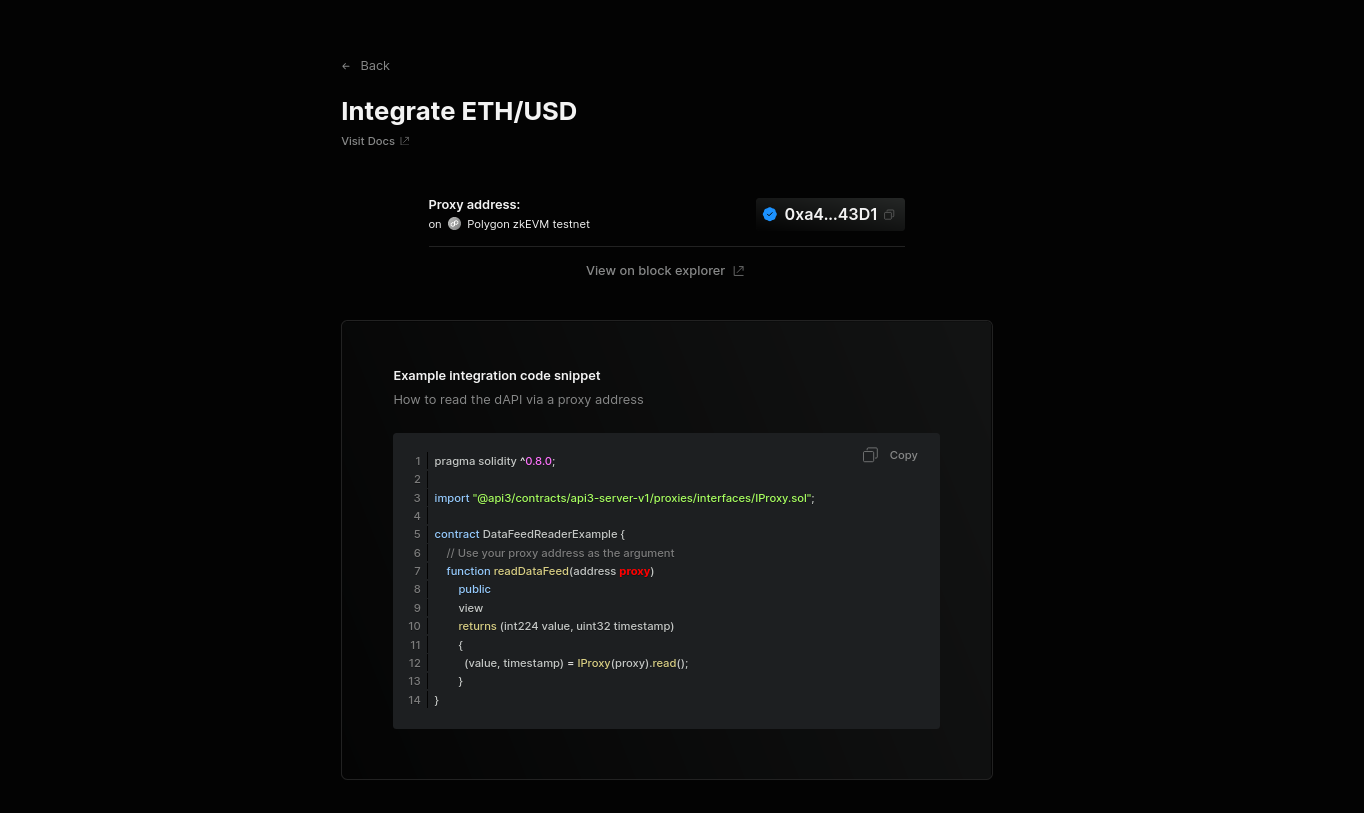 ← Back
Integrate ETH/USD
Visit Docs
Proxy address:
on Polygon zkEVM testnet
0xa4...43D1
View on block explorer
Example integration code snippet
How to read the dAPI via a proxy address
Copy
1 pragma solidity ^0.8.0;
2
3 import "@api3/contracts/api3-server-v1/proxies/interfaces/IProxy.sol";
4
5 contract DataFeedReaderExample {
6 // Use your proxy address as the argument
7 function readDataFeed(address proxy)
8 public
9 view
10 returns (int224 value, uint32 timestamp)
11 {
12 (value, timestamp) = IProxy(proxy).read();
13 }
14 }